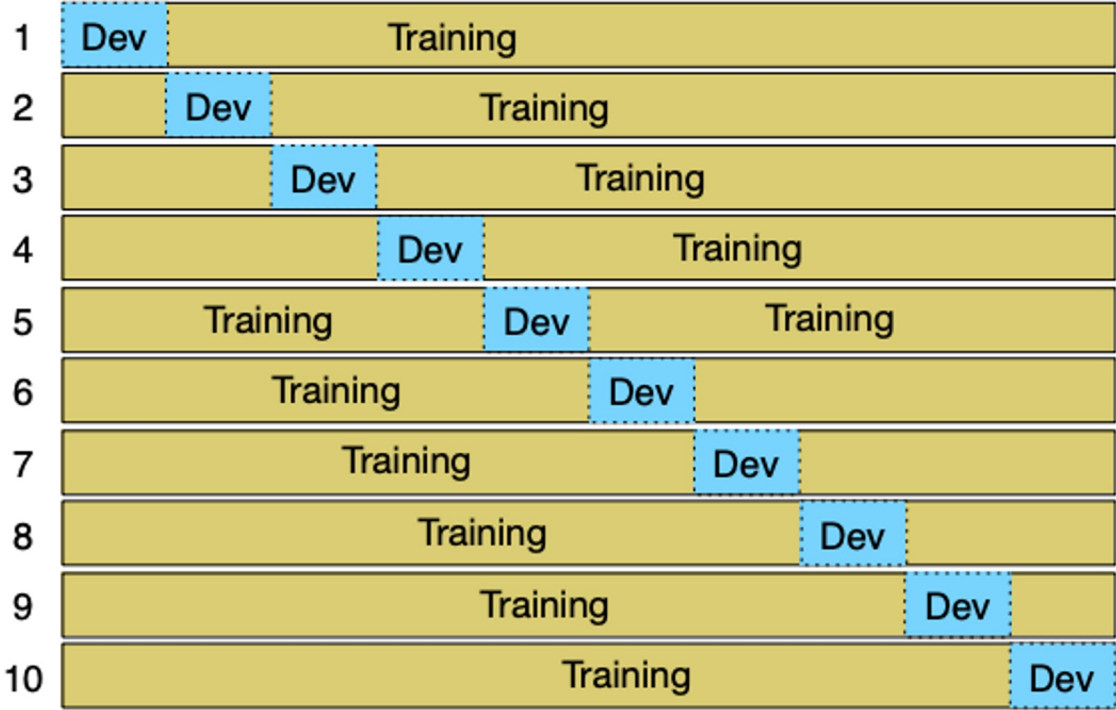 1 Dev Training
2 Dev Training
3 Dev Training
4 Dev Training
5 Training Dev Training
6 Training Dev
7 Training Dev
8 Training Dev
9 Training Dev
10 Training Dev